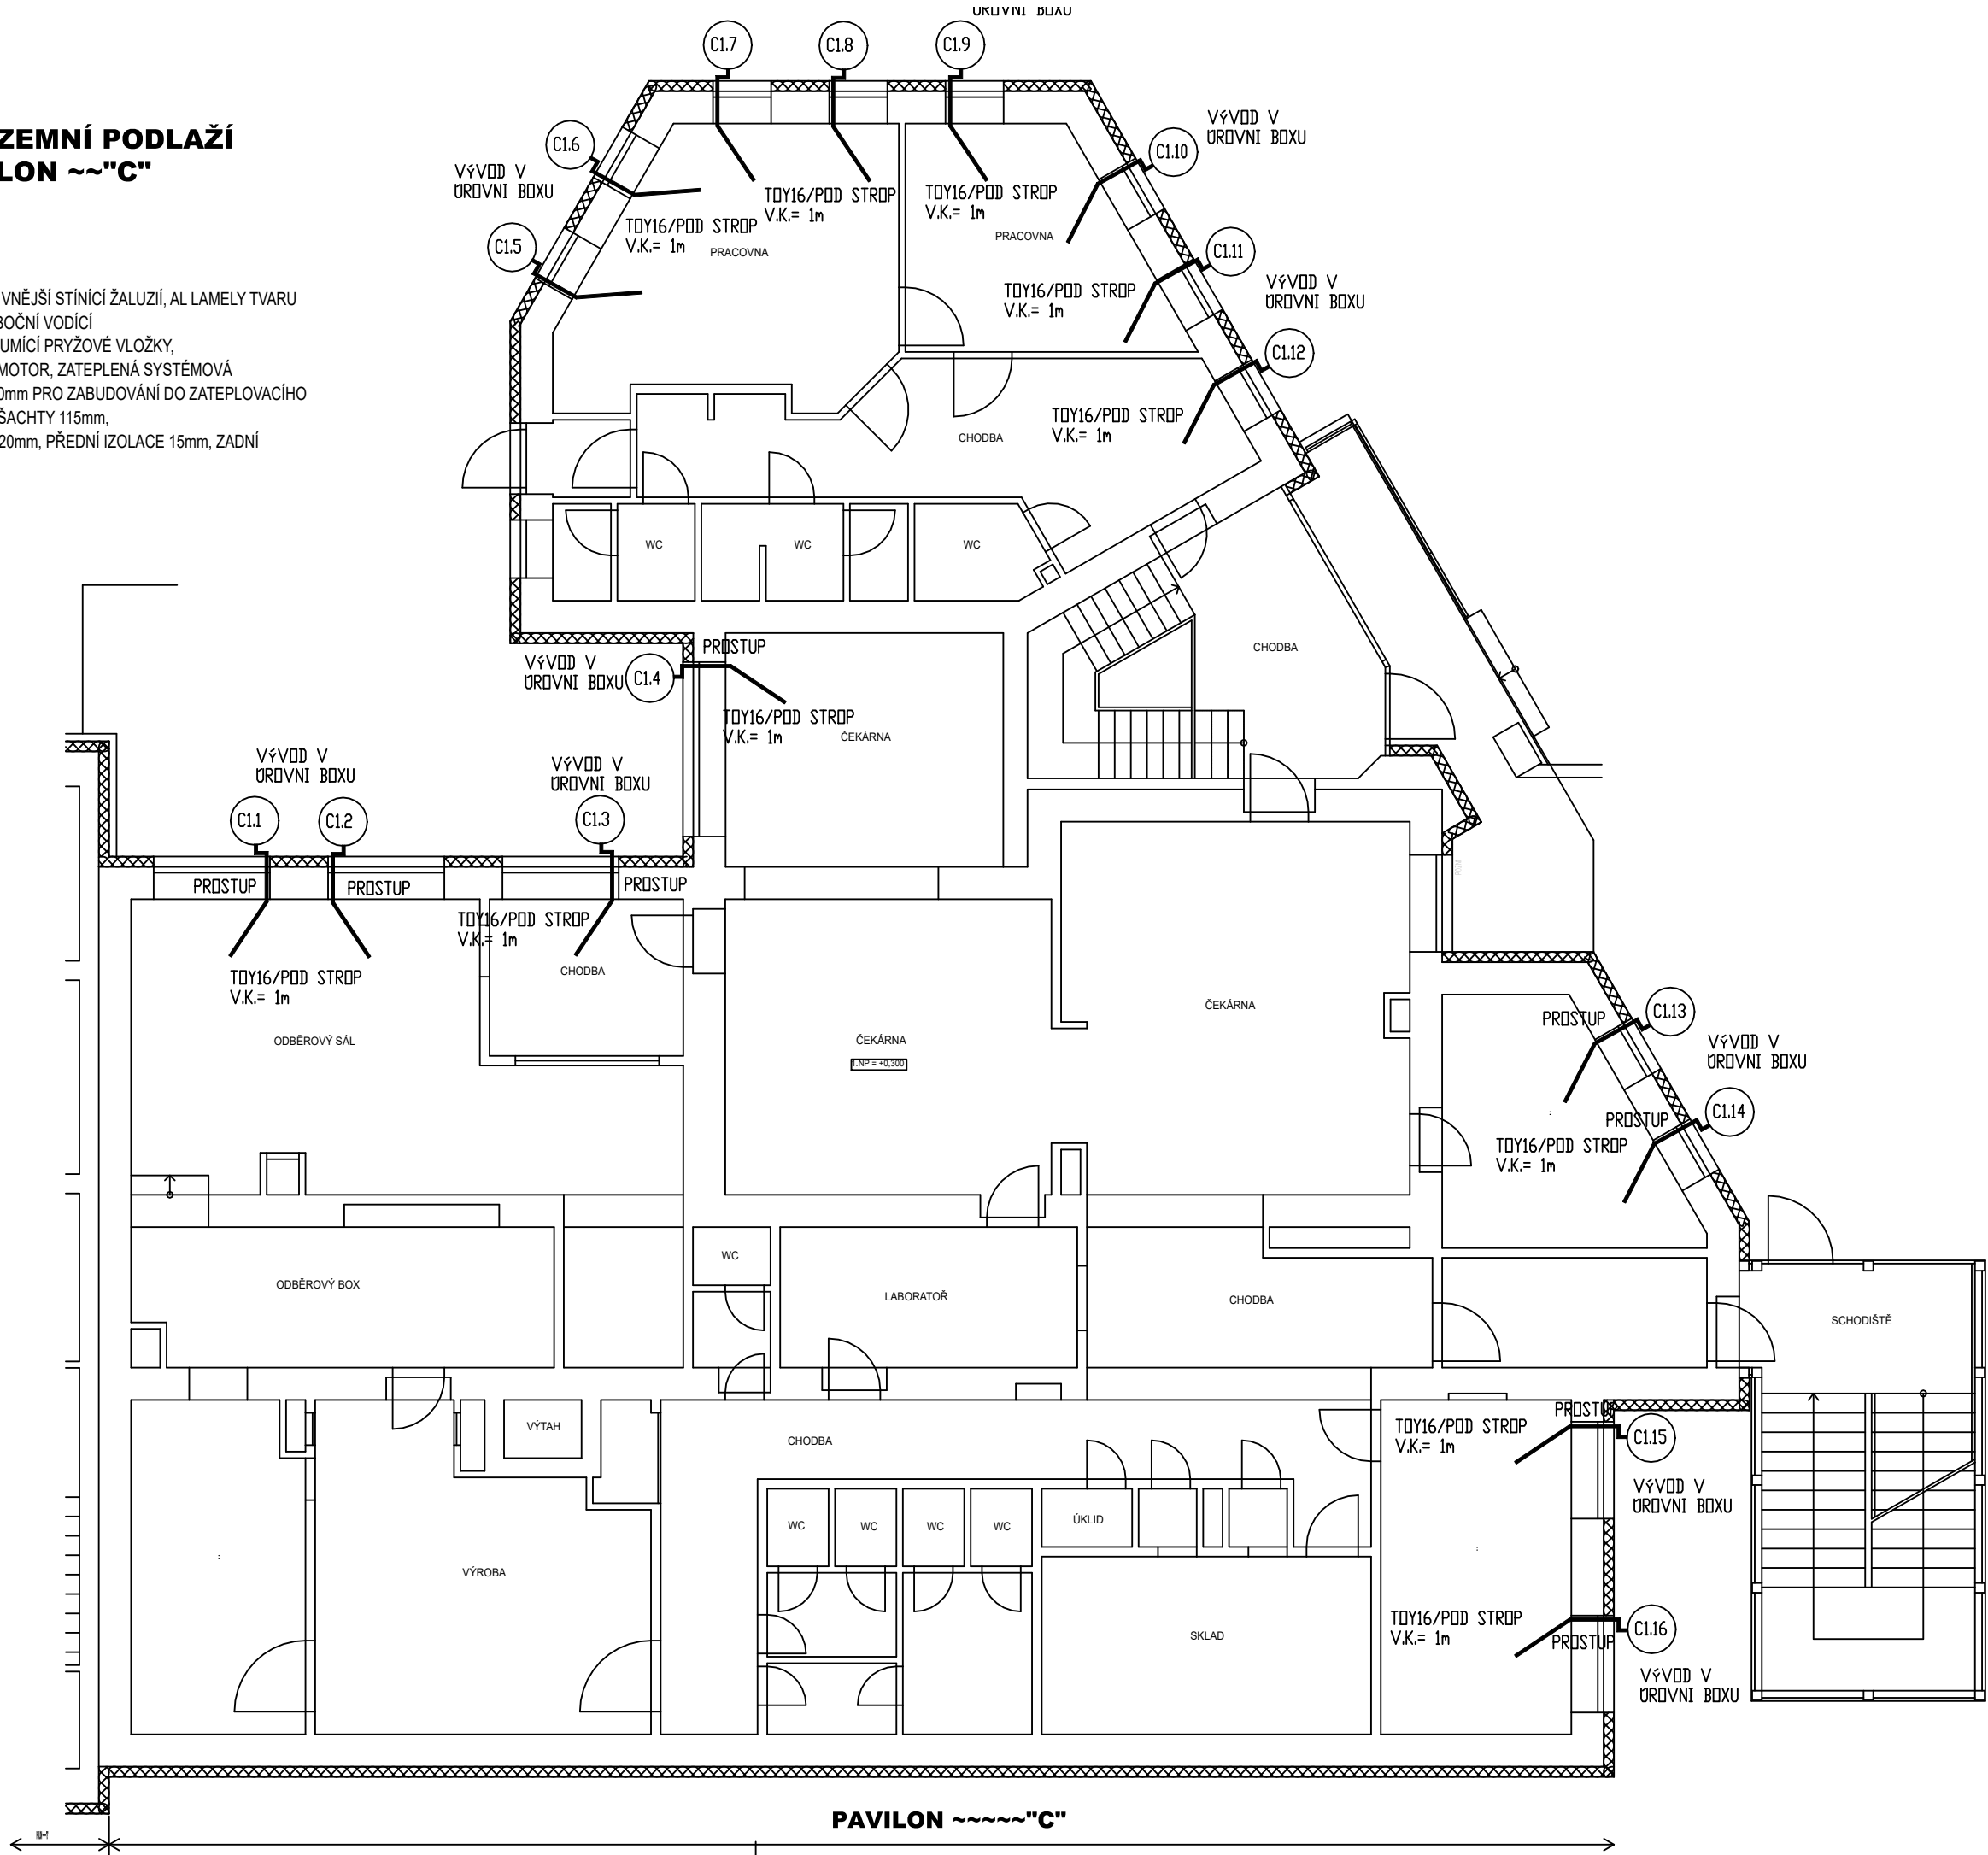 ÚROVNI BOXU
C1.7
C1.8
C1.9
ZEMNÍ PODLAŽÍ
LON ~~"C"
C1.6
VÝVOD V
ÚROVNI BOXU
C1.10
VÝVOD V
ÚROVNI BOXU
TOY16/POD STROP
V.K.= 1m
TOY16/POD STROP
V.K.= 1m
TOY16/POD STROP
V.K.= 1m
PRACOVNA
PRACOVNA
C1.5
C1.11
VÝVOD V
ÚROVNI BOXU
TOY16/POD STROP
V.K.= 1m
VNĚJŠÍ STÍNÍCÍ ŽALUZIÍ, AL LAMELY TVARU
BOČNÍ VODÍCÍ
UMÍCÍ PRYŽOVÉ VLOŽKY,
MOTOR, ZATEPLENÁ SYSTÉMOVÁ
0mm PRO ZABUDOVÁNÍ DO ZATEPLOVACÍHO
ŠACHTY 115mm,
20mm, PŘEDNÍ IZOLACE 15mm, ZADNÍ
C1.12
TOY16/POD STROP
V.K.= 1m
CHODBA
WC
WC
WC
CHODBA
PROSTUP
VÝVOD V
ÚROVNI BOXU
C1.4
TOY16/POD STROP
V.K.= 1m
ČEKÁRNA
VÝVOD V
ÚROVNI BOXU
VÝVOD V
ÚROVNI BOXU
C1.1
C1.2
C1.3
PROSTUP
PROSTUP
PROSTUP
TOY16/POD STROP
V.K.= 1m
CHODBA
TOY16/POD STROP
V.K.= 1m
ODBĚROVÝ SÁL
ČEKÁRNA
1.NP = +0,300
ČEKÁRNA
C1.13
PROSTUP
VÝVOD V
ÚROVNI BOXU
C1.14
PROSTUP
TOY16/POD STROP
V.K.= 1m
WC
ODBĚROVÝ BOX
LABORATOŘ
CHODBA
SCHODIŠTĚ
VÝTAH
CHODBA
PROSTUP
TOY16/POD STROP
V.K.= 1m
C1.15
VÝVOD V
ÚROVNI BOXU
WC
WC
WC
WC
ÚKLID
VÝROBA
SKLAD
TOY16/POD STROP
V.K.= 1m
PROSTUP
C1.16
VÝVOD V
ÚROVNI BOXU
PAVILON ~~~~~"C"